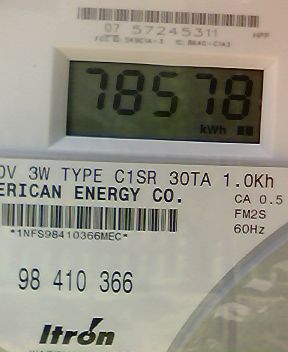 07 57245311
78578
kWh
0V 3W TYPE C1SR 30TA 1.0Kh
ERICAN ENERGY CO.
CA 0.5
FM2S
60Hz
*1NFS98410366MEC*
98 410 366
Itrón